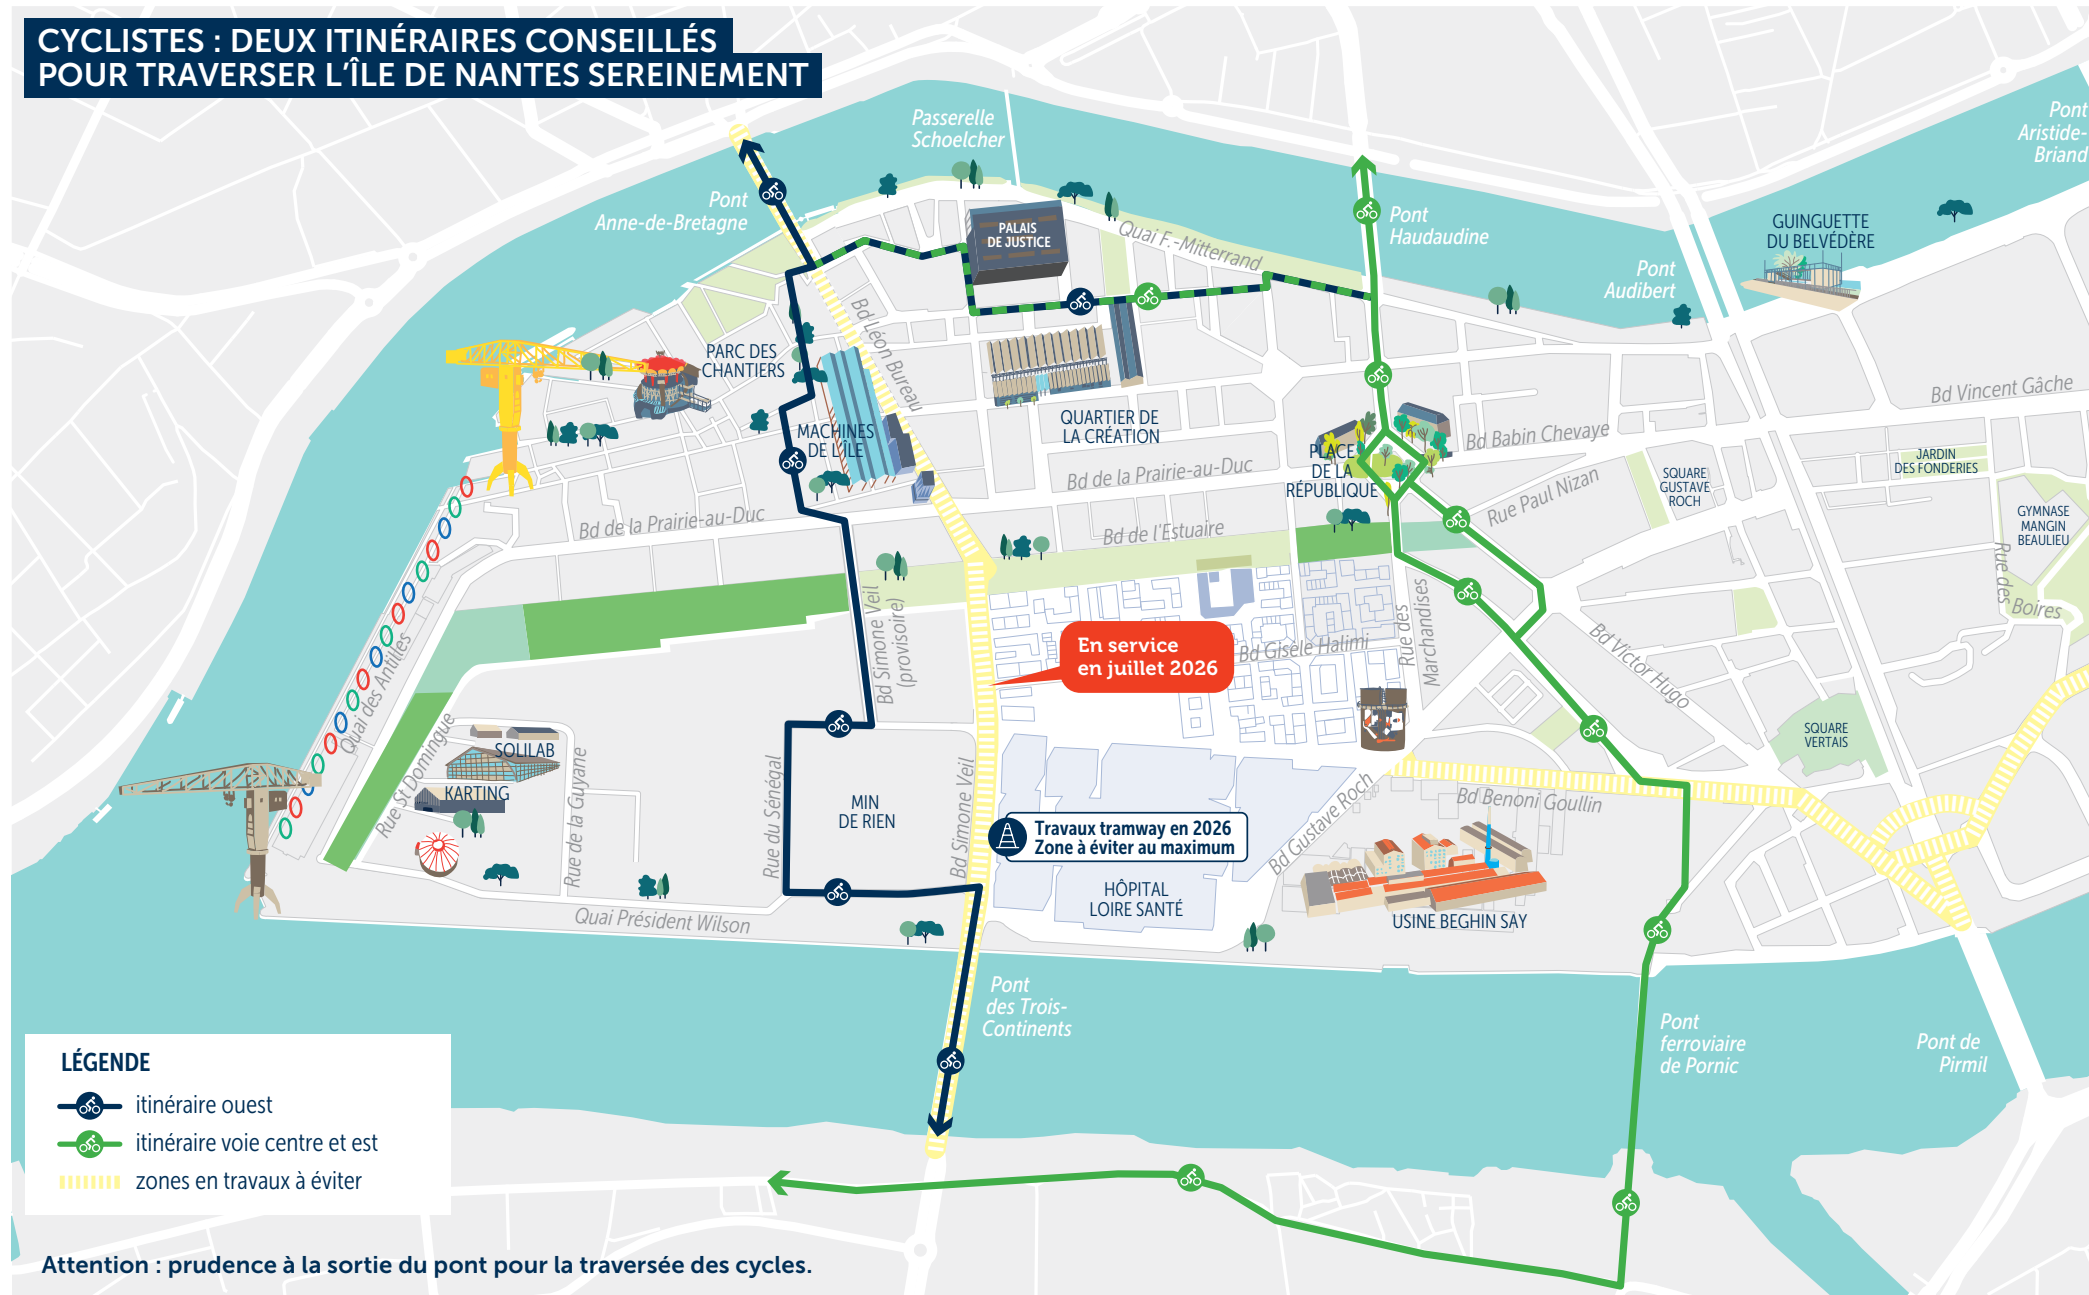 CYCLISTES : DEUX ITINÉRAIRES CONSEILLÉS
POUR TRAVERSER L'ÎLE DE NANTES SEREINEMENT
Passerelle
Schoelcher
Pont
Aristide-
Briand
Pont
Anne-de-Bretagne
PALAIS
DE JUSTICE
Quai F.-Mitterrand
Pont
Haudaudine
GUINGUETTE
DU BELVÉDÈRE
Pont
Audibert
Bd Léon Bureau
PARC DES
CHANTIERS
MACHINES
DE L'ÎLE
QUARTIER DE
LA CRÉATION
Bd Vincent Gâche
Bd Babin Chevaye
PLACE
DE LA
RÉPUBLIQUE
Bd de la Prairie-au-Duc
Bd de la Prairie-au-Duc
Bd de l'Estuaire
Rue Paul Nizan
SQUARE
GUSTAVE
ROCH
JARDIN
DES FONDERIES
GYMNASE
MANGIN
BEAULIEU
Rue des Boires
Bd Simone Veil
(provisoire)
Rue des
Marchandises
Bd Gisèle Halimi
En service
en juillet 2026
Bd Victor Hugo
SQUARE
VERTAIS
Quai des Antilles
Rue St Domingue
SOLILAB
KARTING
Rue de la Guyane
Rue du Sénégal
MIN
DE RIEN
Bd Simone Veil
Travaux tramway en 2026
Zone à éviter au maximum
Bd Gustave Roch
Bd Benoni Goullin
HÔPITAL
LOIRE SANTÉ
USINE BEGHIN SAY
Quai Président Wilson
Pont
des Trois-
Continents
Pont
ferroviaire
de Pornic
Pont de
Pirmil
LÉGENDE
itinéraire ouest
itinéraire voie centre et est
zones en travaux à éviter
Attention : prudence à la sortie du pont pour la traversée des cycles.